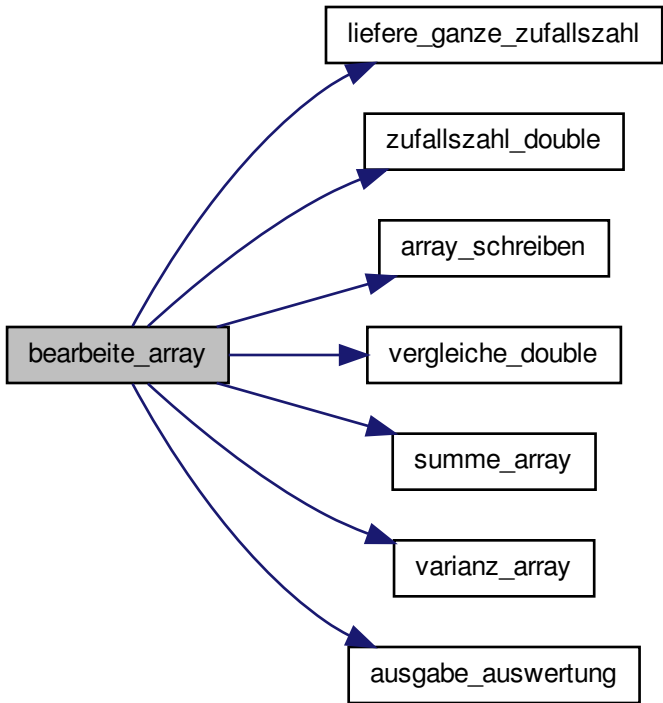 liefere_ganze_zufallszahl
zufallszahl_double
array_schreiben
bearbeite_array
vergleiche_double
summe_array
varianz_array
ausgabe_auswertung